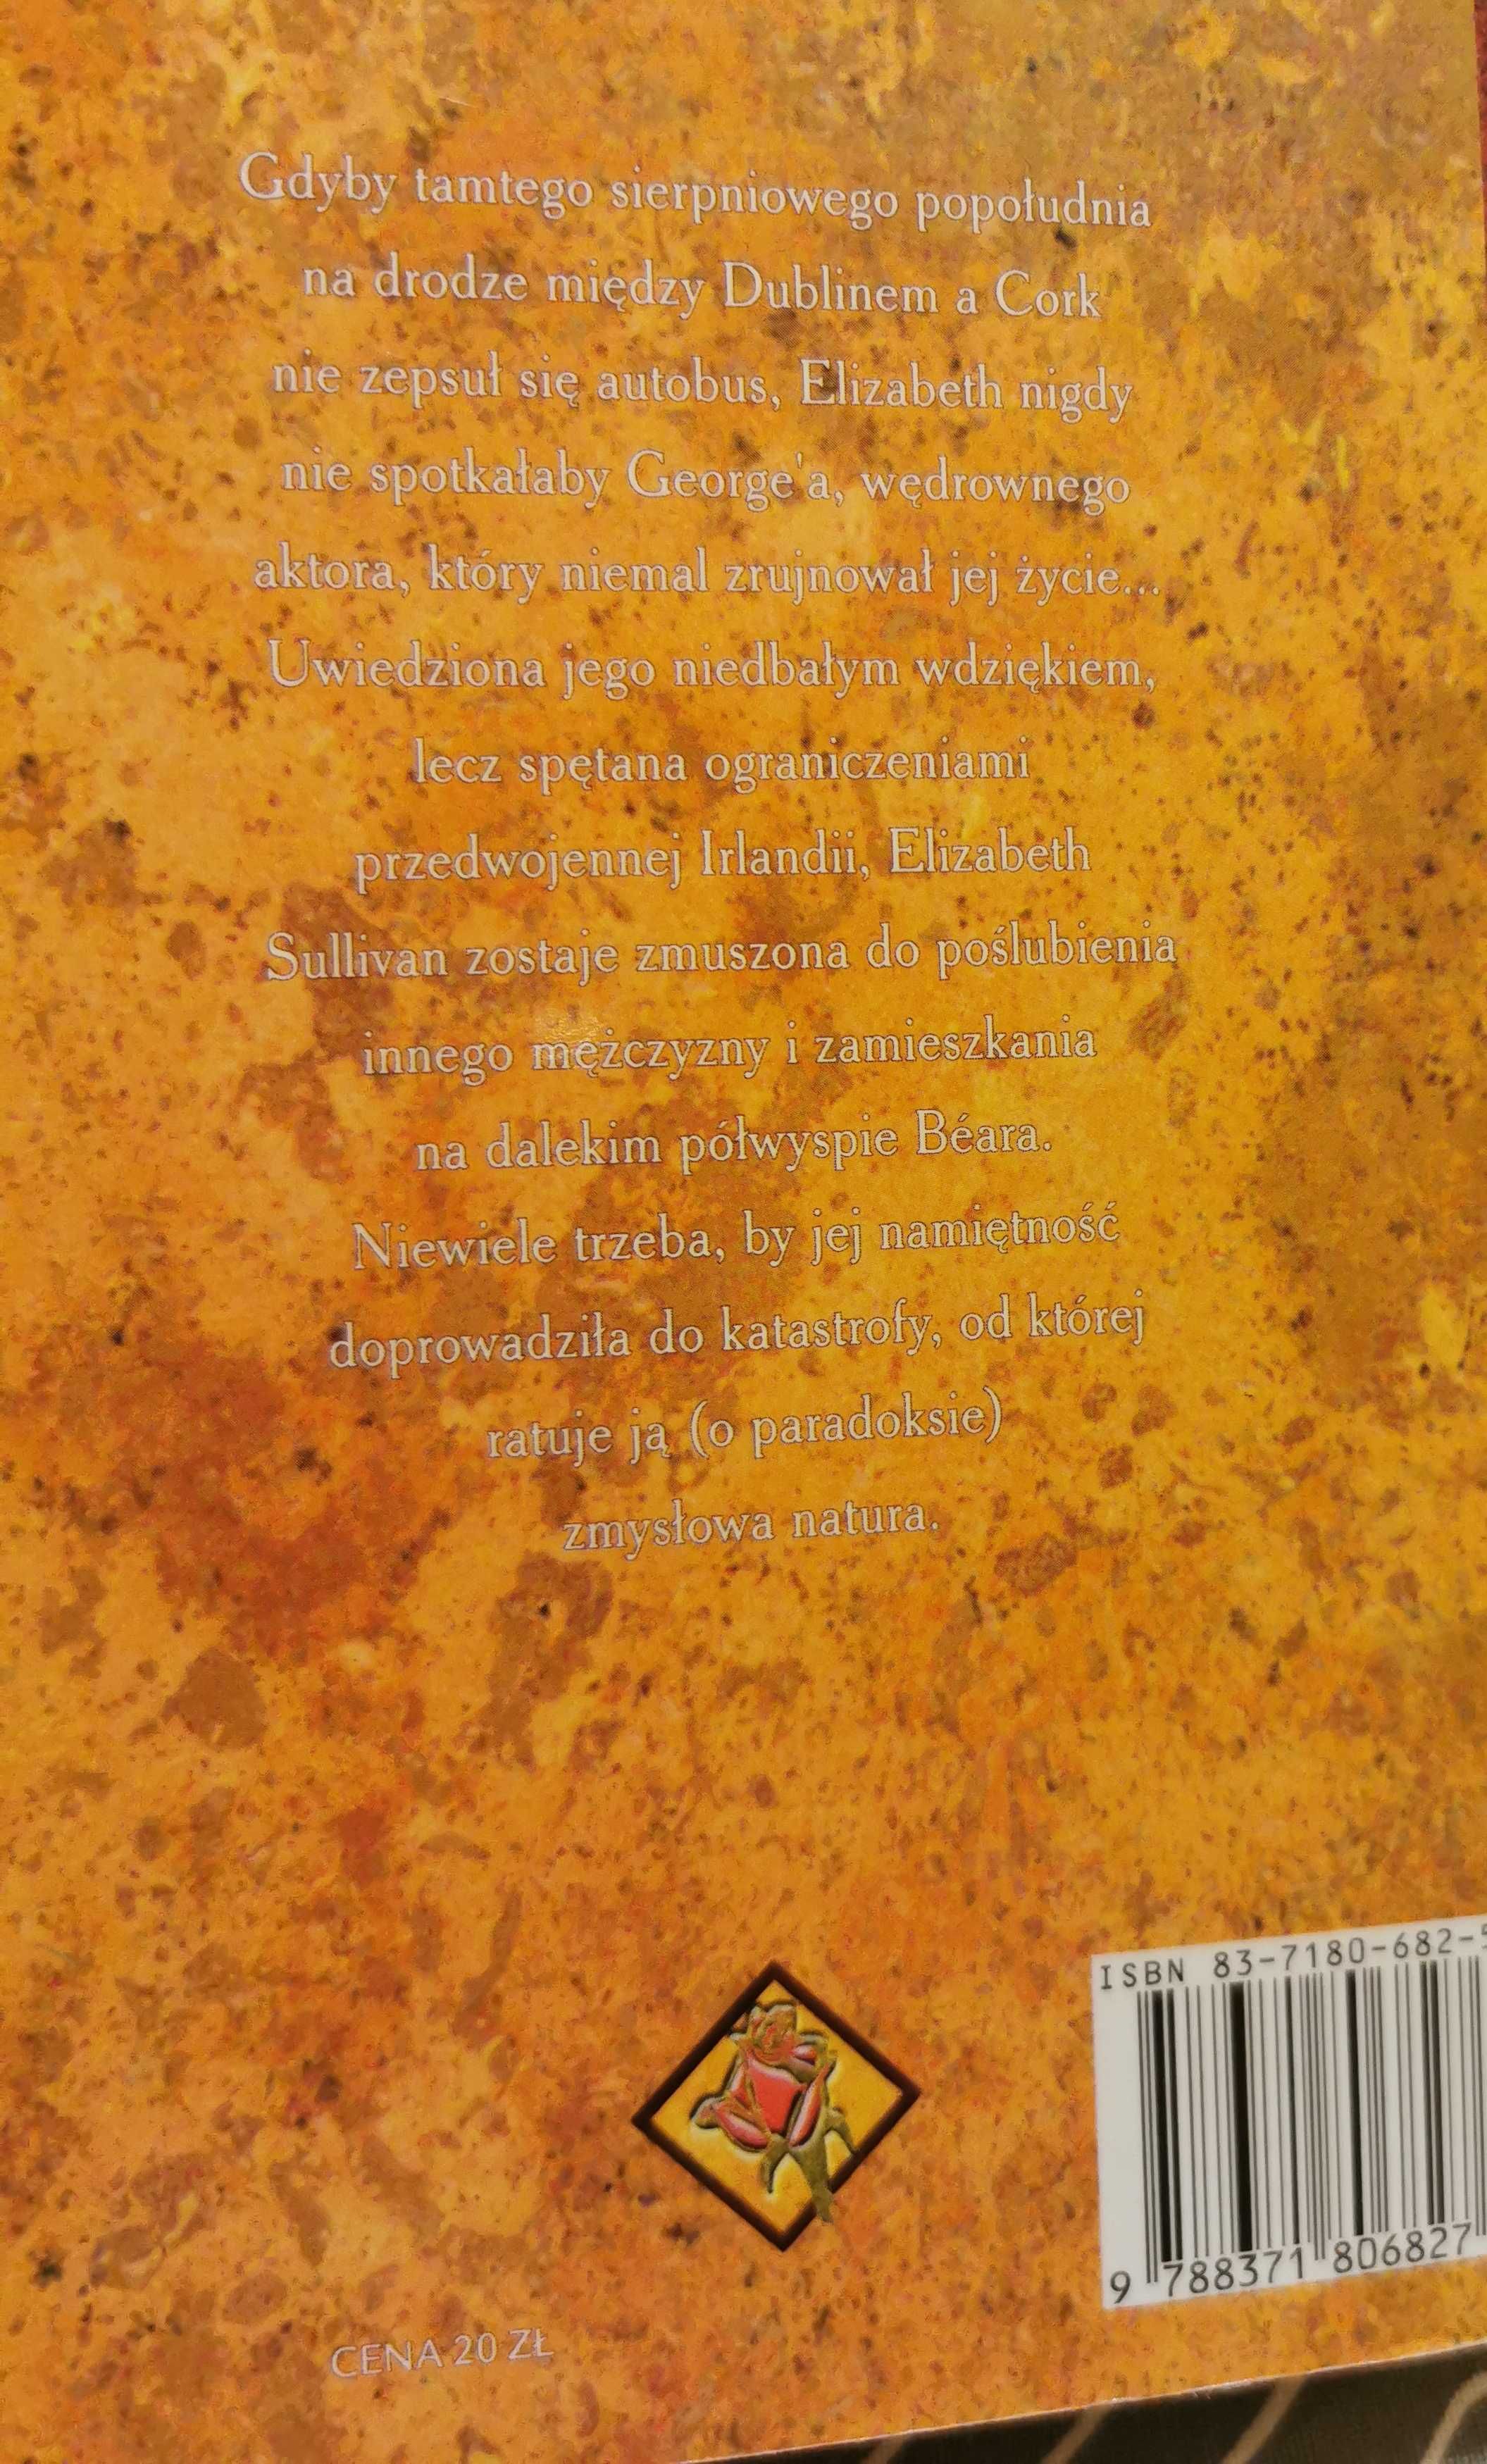 Gdyby tamtego sierpniowego popołudnia
na drodze między Dublinem a Cork
nie zepsuł się autobus, Elizabeth nigdy
nie spotkałaby George'a, wędrownego
aktora, który niemal zrujnował jej życie...
Uwiedziona jego niedbałym wdziękiem,
lecz spętana ograniczeniami
przedwojennej Irlandii, Elizabeth
Sullivan zostaje zmuszona do poślubienia
innego mężczyzny i zamieszkania
na dalekim półwyspie Béara.
Niewiele trzeba, by jej namiętność
doprowadziła do katastrofy, od której
ratuje ją (o paradoksie)
zmysłowa natura.
ISBN 83-7180-682-5
9 788371 806827
CENA 20 ZŁ